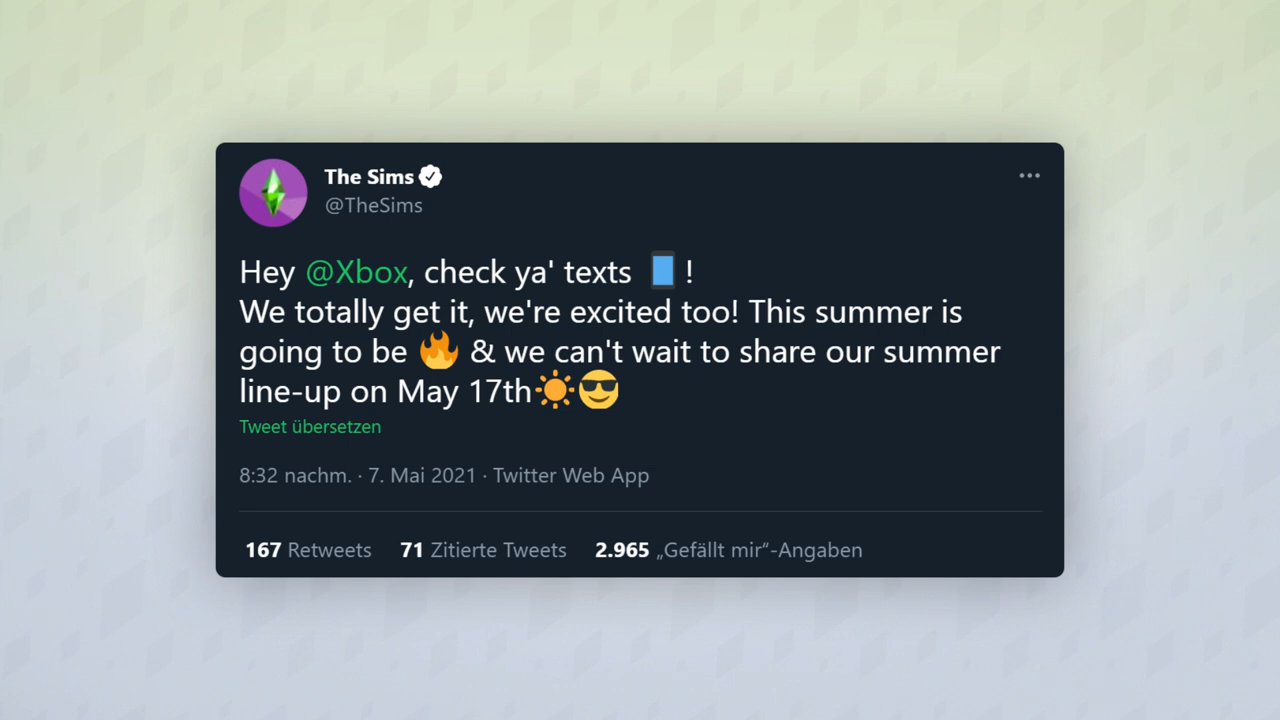 The Sims
@TheSims
Hey @Xbox, check ya' texts 📱 !
We totally get it, we're excited too! This summer is
going to be 🔥 & we can't wait to share our summer
line-up on May 17th☀️😎
Tweet übersetzen
8:32 nachm. · 7. Mai 2021 · Twitter Web App
167 Retweets 71 Zitierte Tweets 2.965 „Gefällt mir“-Angaben